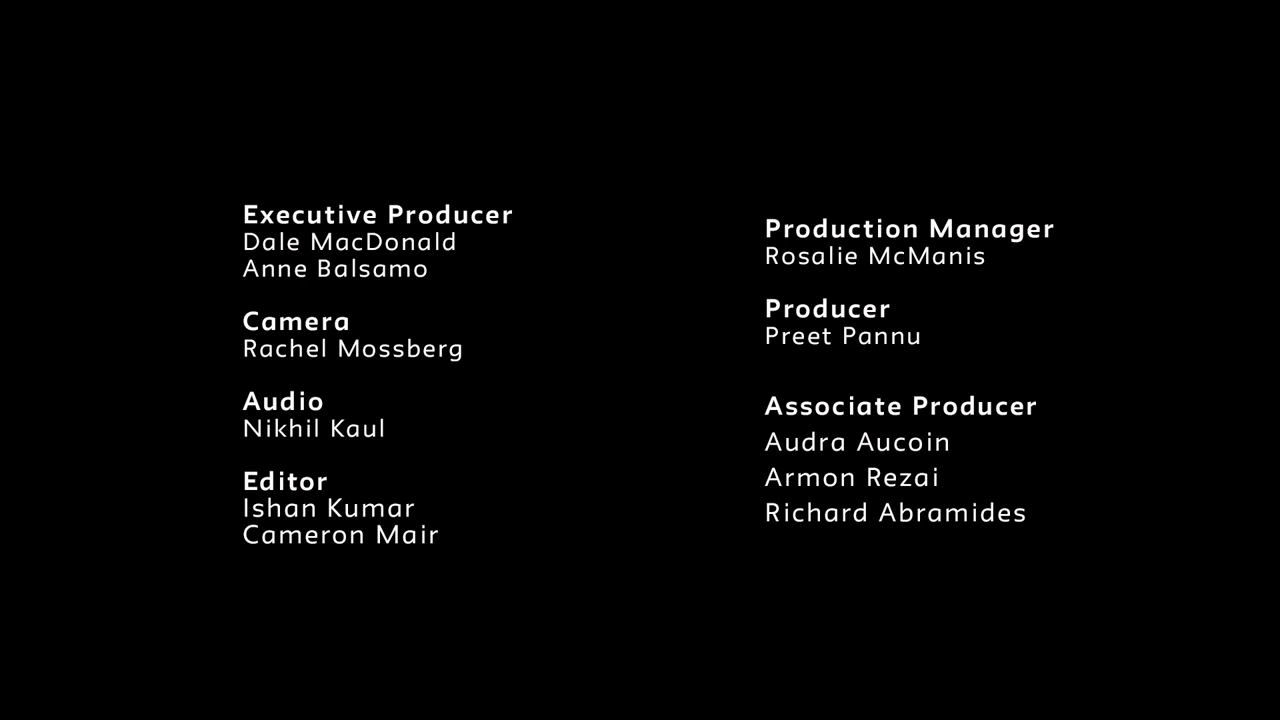 Executive Producer
Dale MacDonald
Anne Balsamo
Camera
Rachel Mossberg
Audio
Nikhil Kaul
Editor
Ishan Kumar
Cameron Mair
Production Manager
Rosalie McManis
Producer
Preet Pannu
Associate Producer
Audra Aucoin
Armon Rezai
Richard Abramides